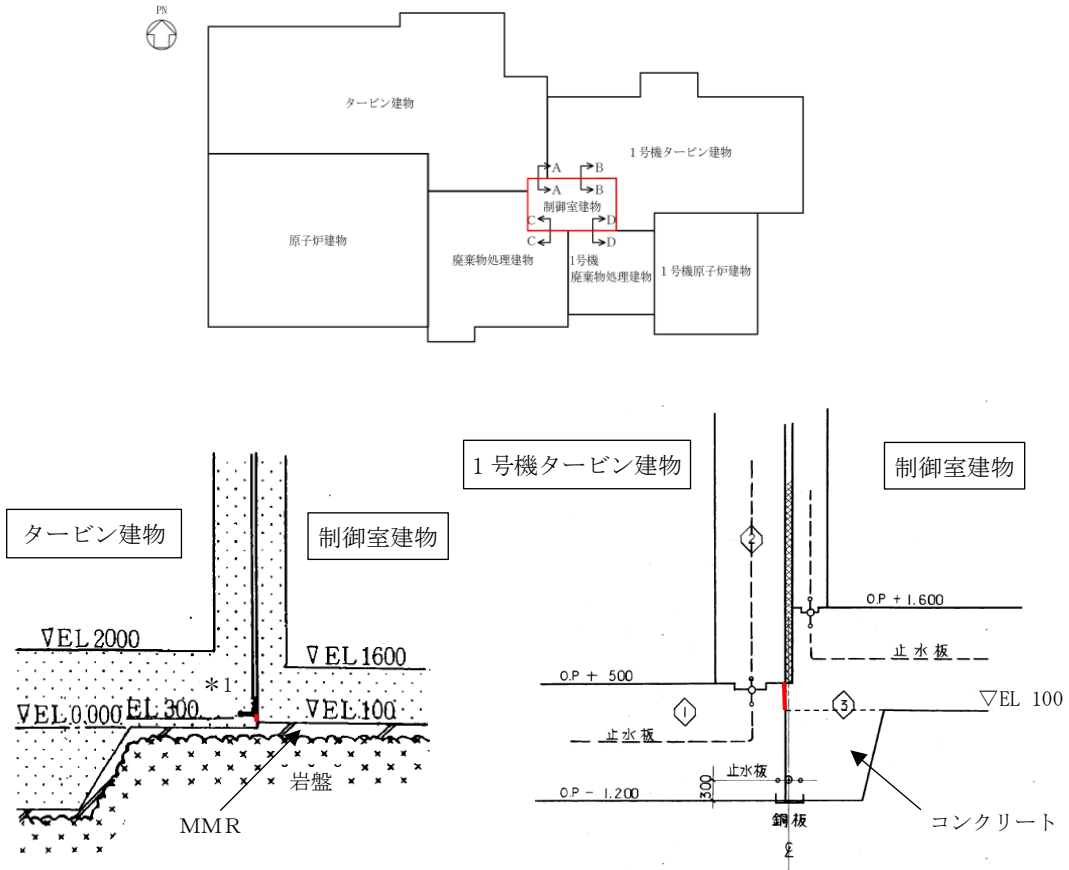 PN
タービン建物
1号機タービン建物
A
B
A
B
制御室建物
C
D
C
D
原子炉建物
廃棄物処理建物
1号機
廃棄物処理建物
1号機原子炉建物
タービン建物
制御室建物
▽EL 2000
▽EL 1600
*1
▽EL 0,000
EL 300
▽EL 100
岩盤
MMR
1号機タービン建物
制御室建物
2
O.P + 1.600
止水板
O.P + 500
1
3
▽EL 100
止水板
止水板
300
O.P - 1.200
鋼板
℄
コンクリート